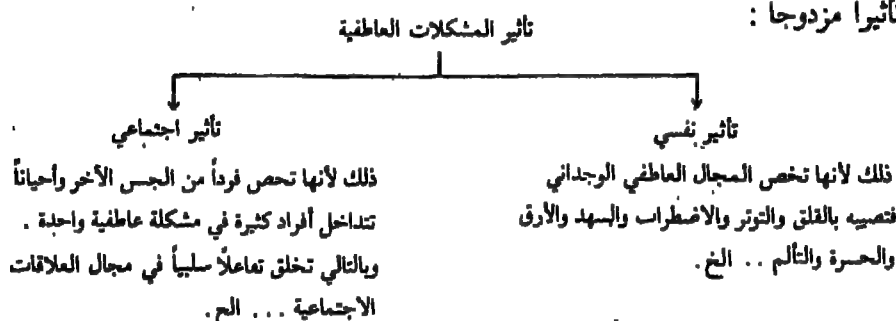 تأثيرا مزدوجا :
تأثير المشكلات العاطفية
تأثير نفسي
ذلك لأنها تخص المجال العاطفي الوجداني
فتصيبه بالقلق والتوتر والاضطراب والسهد والأرق
والحسرة والتألم .. الخ .
تأثير اجتماعي
ذلك لأنها تخص فرداً من الجنس الآخر وأحياناً
تتداخل أفراد كثيرة في مشكلة عاطفية واحدة .
وبالتالي تخلق تفاعلاً سلبياً في مجال العلاقات
الاجتماعية ... الخ .